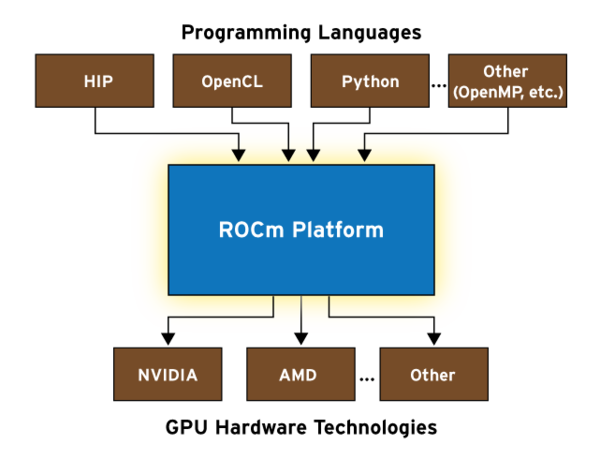 Programming Languages
HIP
OpenCL
Python
...
Other
(OpenMP, etc.)
ROCm Platform
NVIDIA
AMD
...
Other
GPU Hardware Technologies